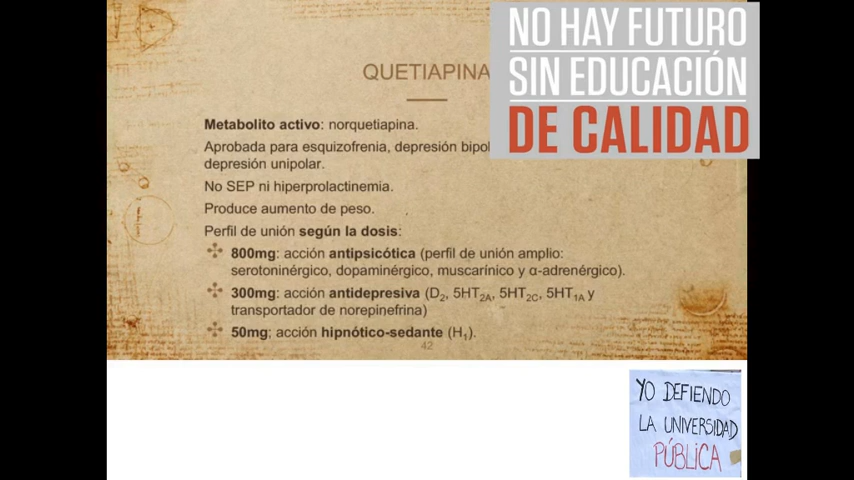 NO HAY FUTURO
SIN EDUCACIÓN
DE CALIDAD
QUETIAPINA
Metabolito activo: norquetiapina.
Aprobada para esquizofrenia, depresión bipol
depresión unipolar.
No SEP ni hiperprolactinemia.
Produce aumento de peso.
Perfil de unión según la dosis:
800mg: acción antipsicótica (perfil de unión amplio:
serotoninérgico, dopaminérgico, muscarínico y α-adrenérgico).
300mg: acción antidepresiva (D2, 5HT2A, 5HT2C, 5HT1A y
transportador de norepinefrina)
50mg; acción hipnótico-sedante (H1).
42
YO DEFIENDO
LA UNIVERSIDAD
PÚBLICA